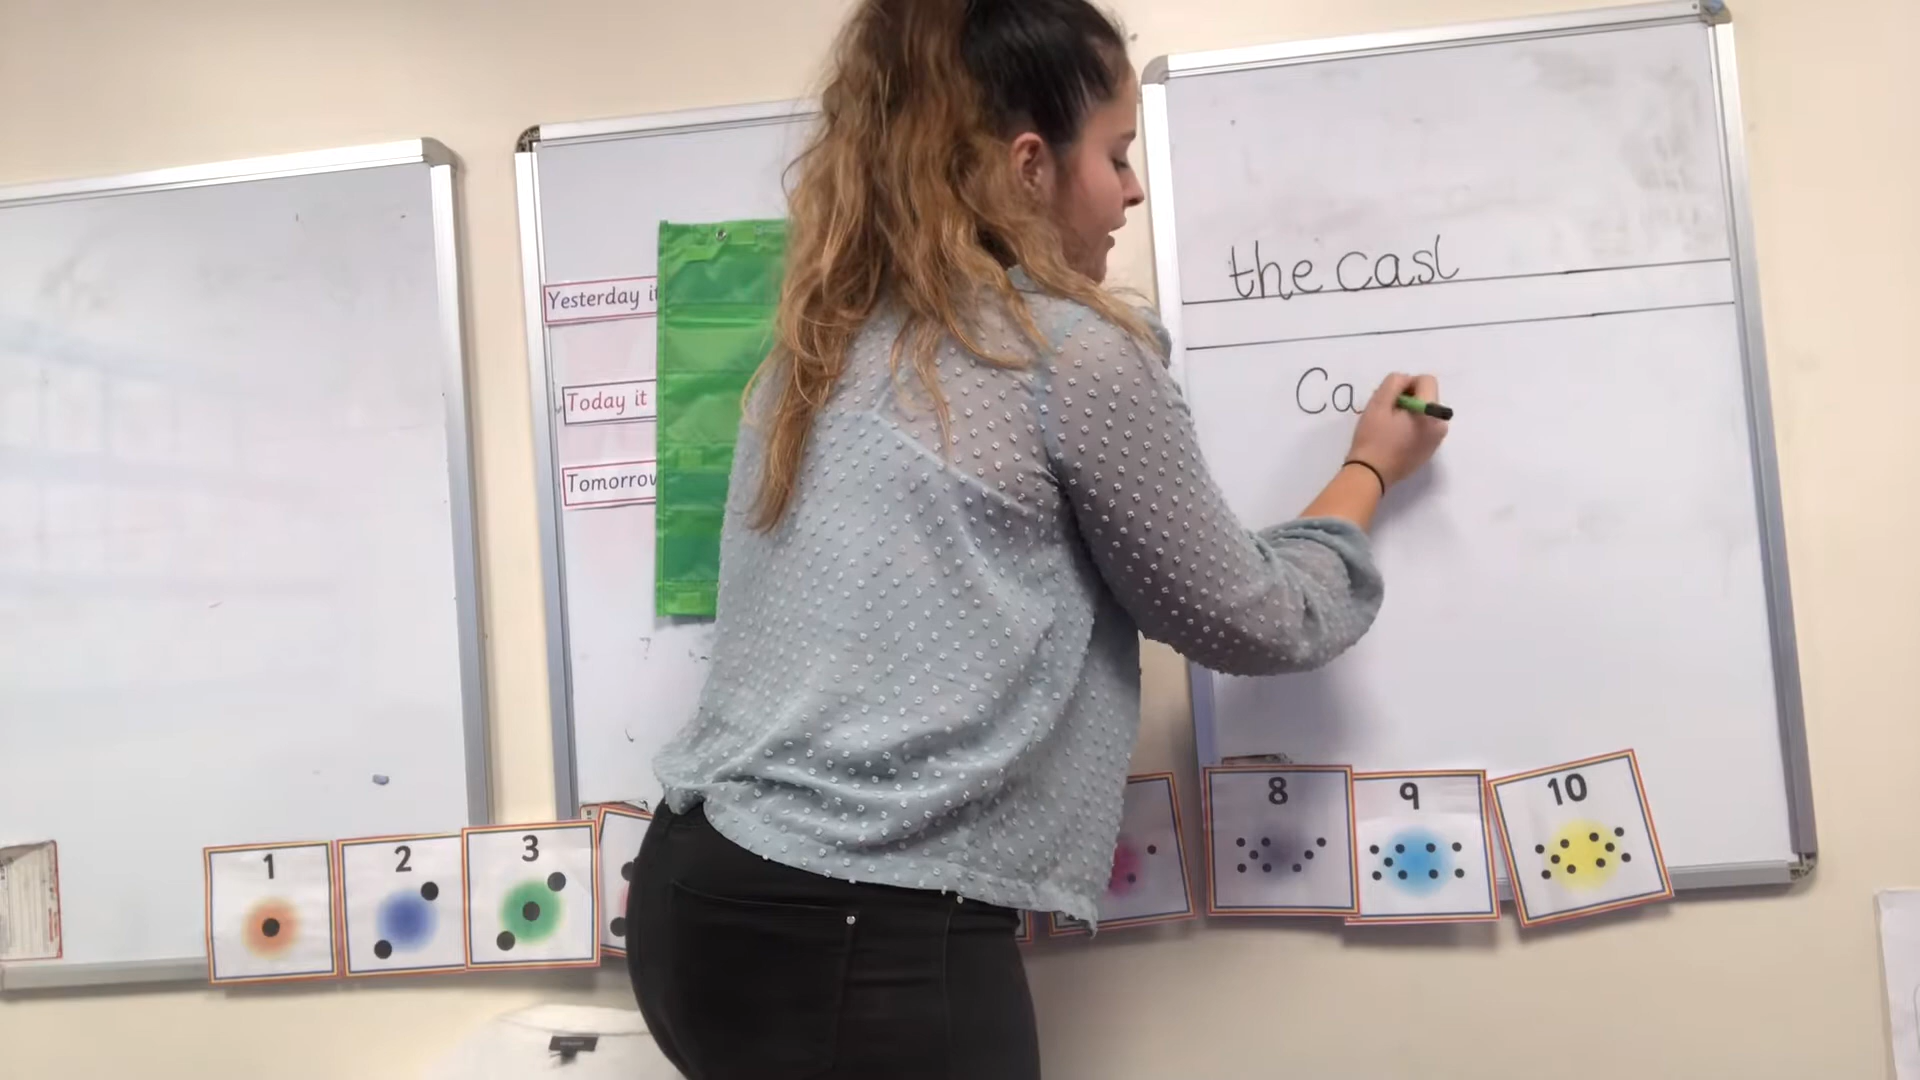 Yesterday i
Today it
Tomorrow
the casl
Ca
1
2
3
8
9
10